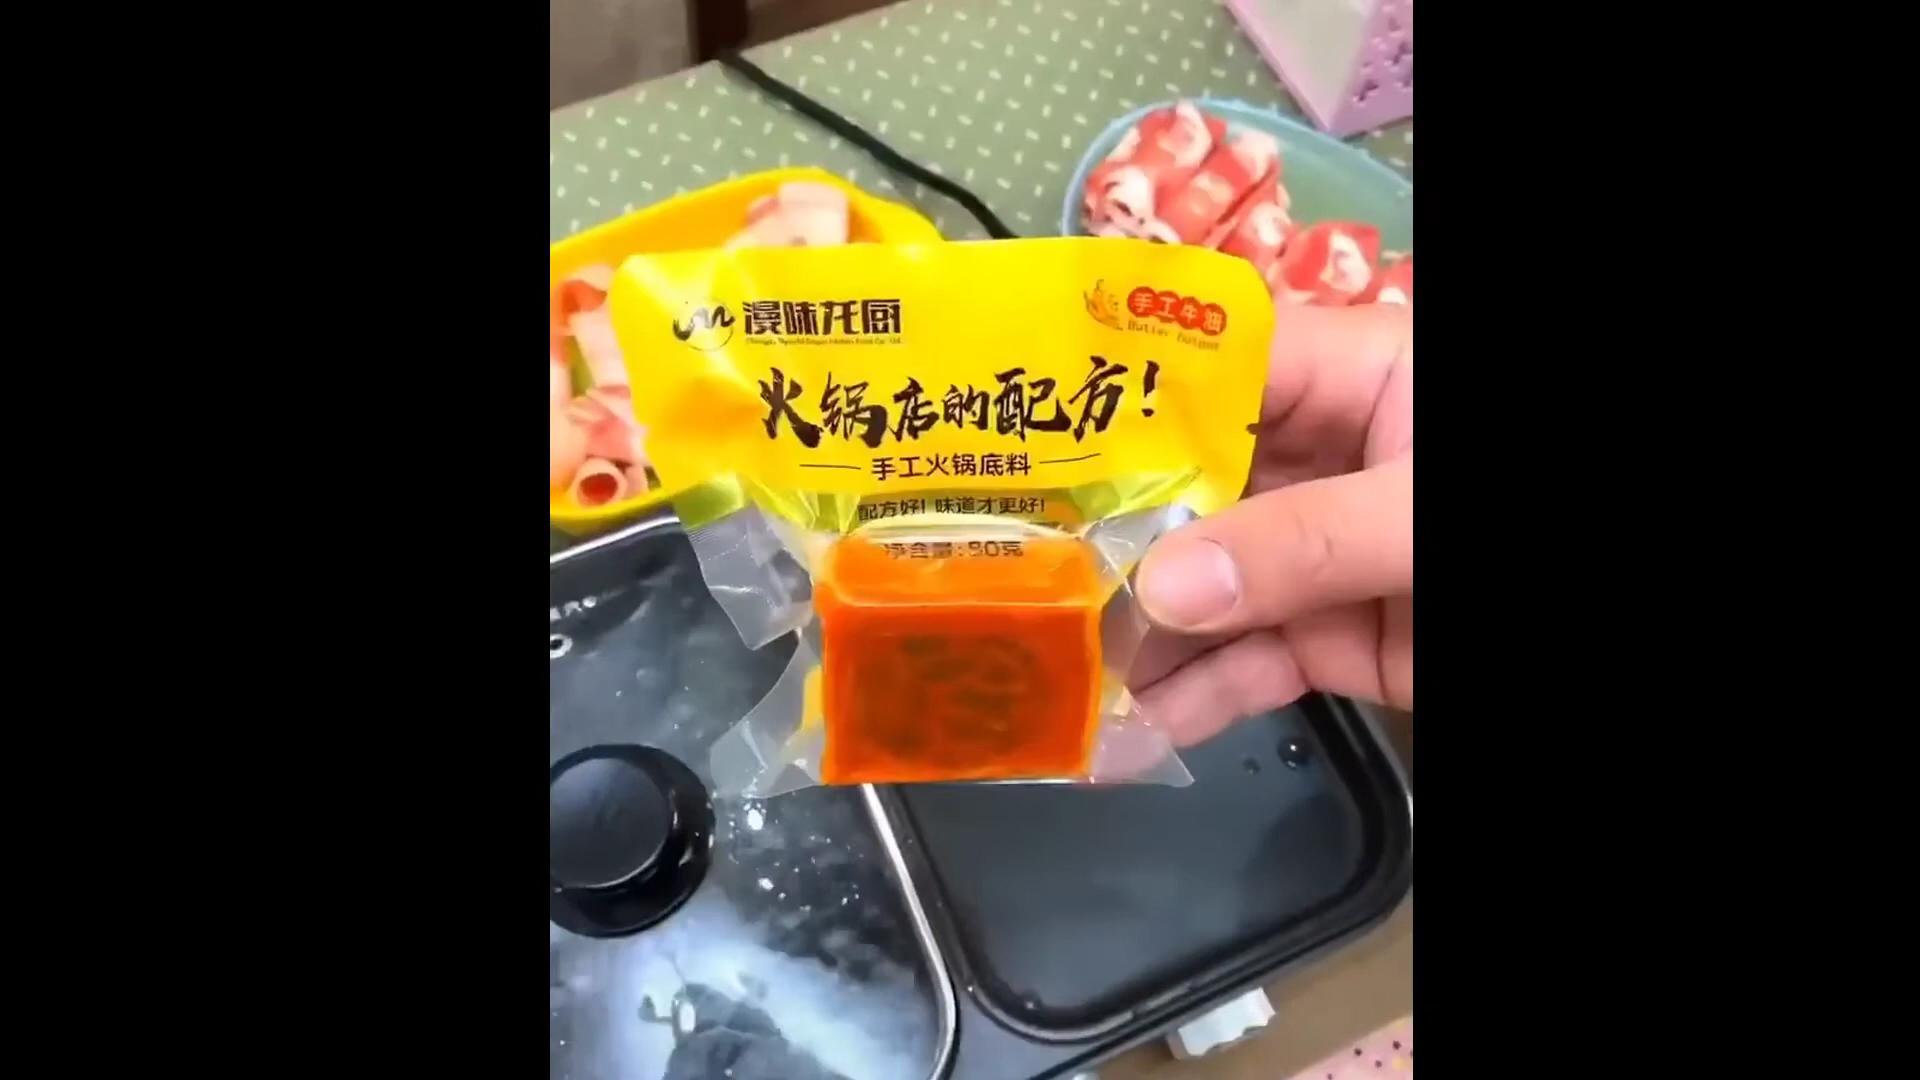 漫味龙厨
手工牛油
火锅店的配方!
手工火锅底料
配方好! 味道才更好!
净含量:50克